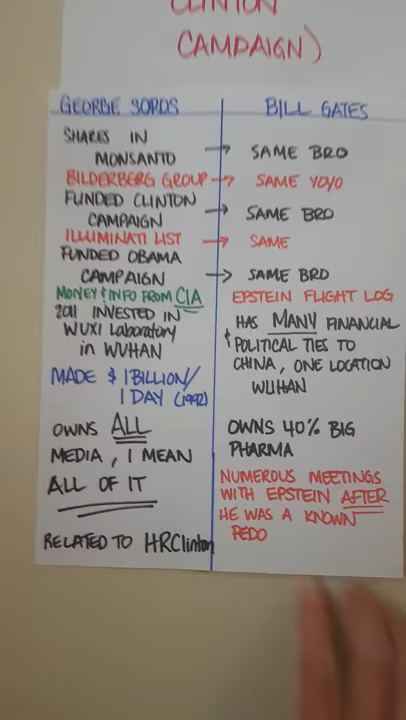 CLINTON
CAMPAIGN)
GEORGE SOROS
SHARES IN
MONSANTO →
BILDERBERG GROUP →
FUNDED CLINTON
CAMPAIGN →
ILLUMINATI LIST →
FUNDED OBAMA
CAMPAIGN →
MONEY & INFO FROM CIA
2011 INVESTED IN
WUXI Laboratory
in WUHAN
MADE $ 1 BILLION/
1 DAY (1992)
OWNS ALL
MEDIA, I MEAN
ALL OF IT
RELATED TO HRClinton
BILL GATES
SAME BRO
SAME YOYO
SAME BRO
SAME
SAME BRO
EPSTEIN FLIGHT LOG
HAS MANY FINANCIAL
& POLITICAL TIES TO
CHINA, ONE LOCATION
WUHAN
OWNS 40% BIG
PHARMA
NUMEROUS MEETINGS
WITH EPSTEIN AFTER
HE WAS A KNOWN
PEDO